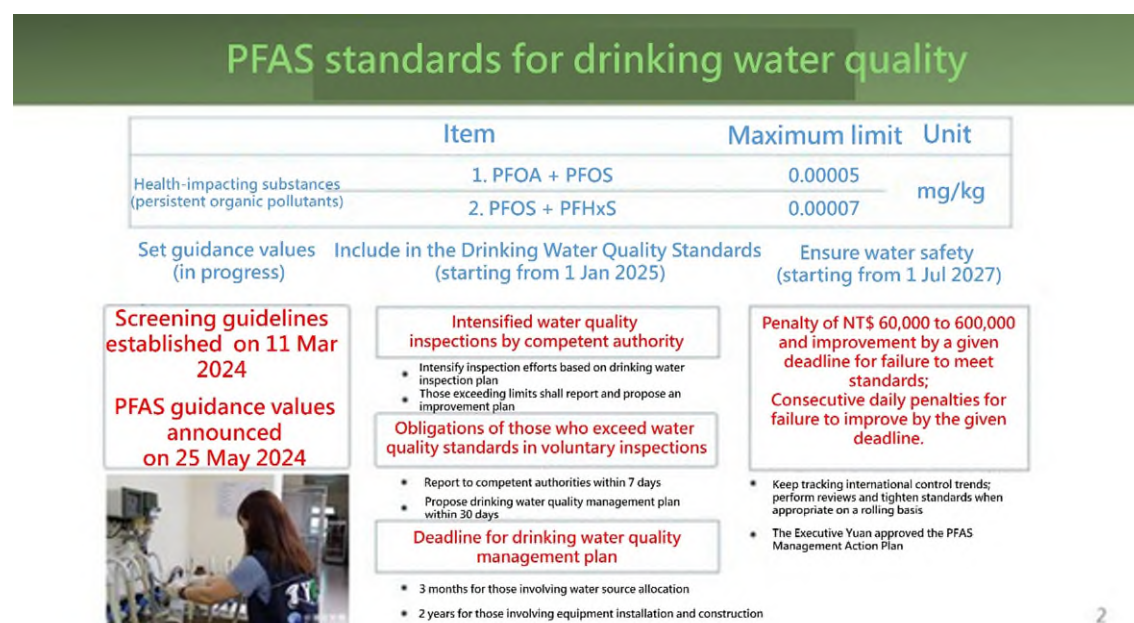 PFAS standards for drinking water quality
Item Maximum limit Unit
Health-impacting substances
(persistent organic pollutants)
1. PFOA + PFOS 0.00005
2. PFOS + PFHxS 0.00007
mg/kg
Set guidance values
(in progress)
Include in the Drinking Water Quality Standards
(starting from 1 Jan 2025)
Ensure water safety
(starting from 1 Jul 2027)
Screening guidelines
established on 11 Mar
2024
PFAS guidance values
announced
on 25 May 2024
Intensified water quality
inspections by competent authority
• Intensify inspection efforts based on drinking water
inspection plan
• Those exceeding limits shall report and propose an
improvement plan
Obligations of those who exceed water
quality standards in voluntary inspections
• Report to competent authorities within 7 days
• Propose drinking water quality management plan
within 30 days
Deadline for drinking water quality
management plan
• 3 months for those involving water source allocation
• 2 years for those involving equipment installation and construction
Penalty of NT$ 60,000 to 600,000
and improvement by a given
deadline for failure to meet
standards;
Consecutive daily penalties for
failure to improve by the given
deadline.
• Keep tracking international control trends;
perform reviews and tighten standards when
appropriate on a rolling basis
• The Executive Yuan approved the PFAS
Management Action Plan
2